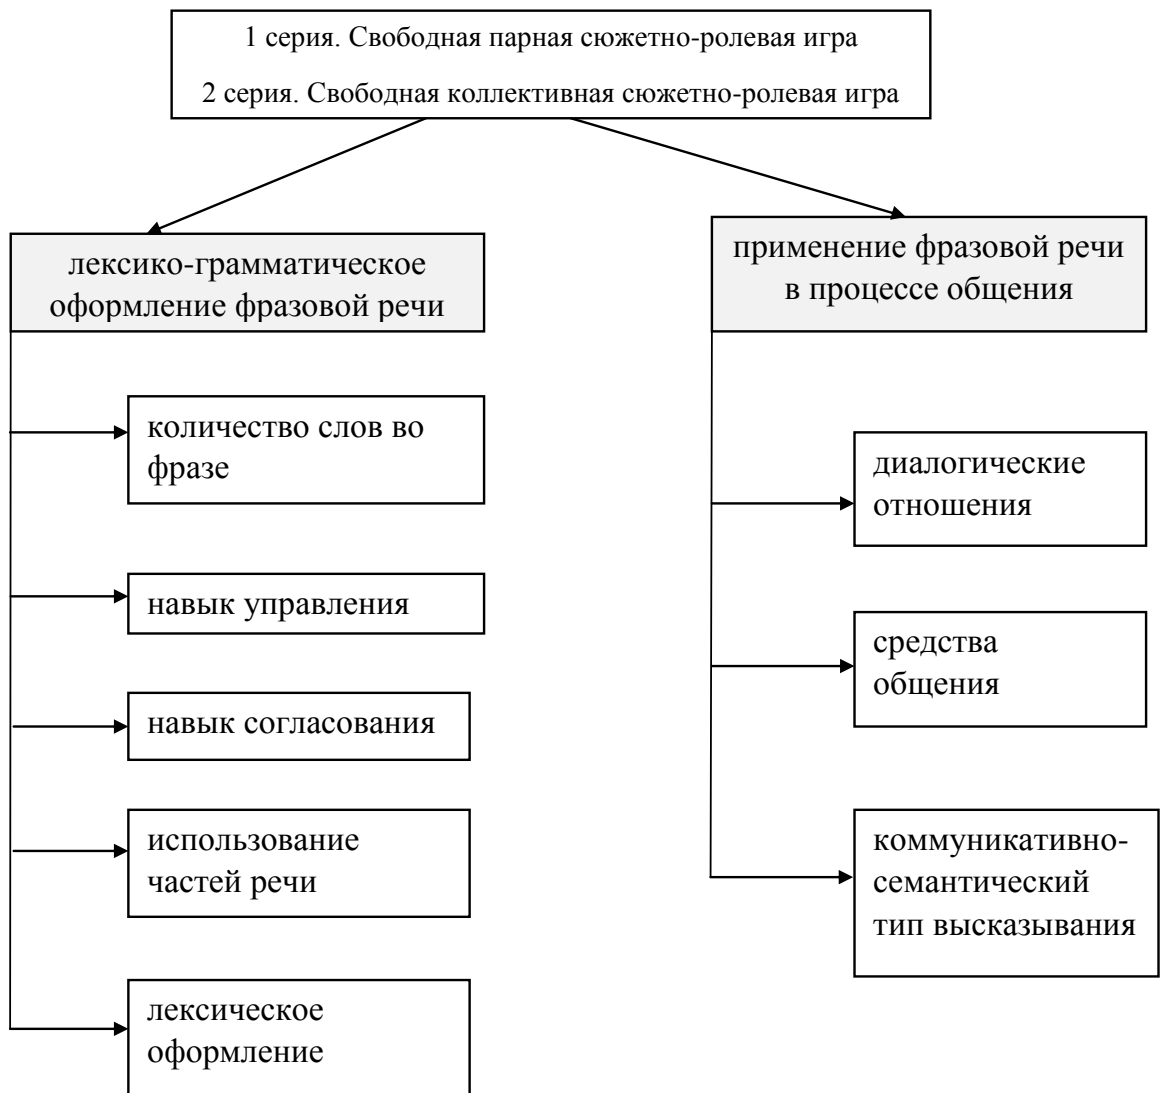 1 серия. Свободная парная сюжетно-ролевая игра
2 серия. Свободная коллективная сюжетно-ролевая игра
лексико-грамматическое
оформление фразовой речи
количество слов во
фразе
навык управления
навык согласования
использование
частей речи
лексическое
оформление
применение фразовой речи
в процессе общения
диалогические
отношения
средства
общения
коммуникативно-
семантический
тип высказывания